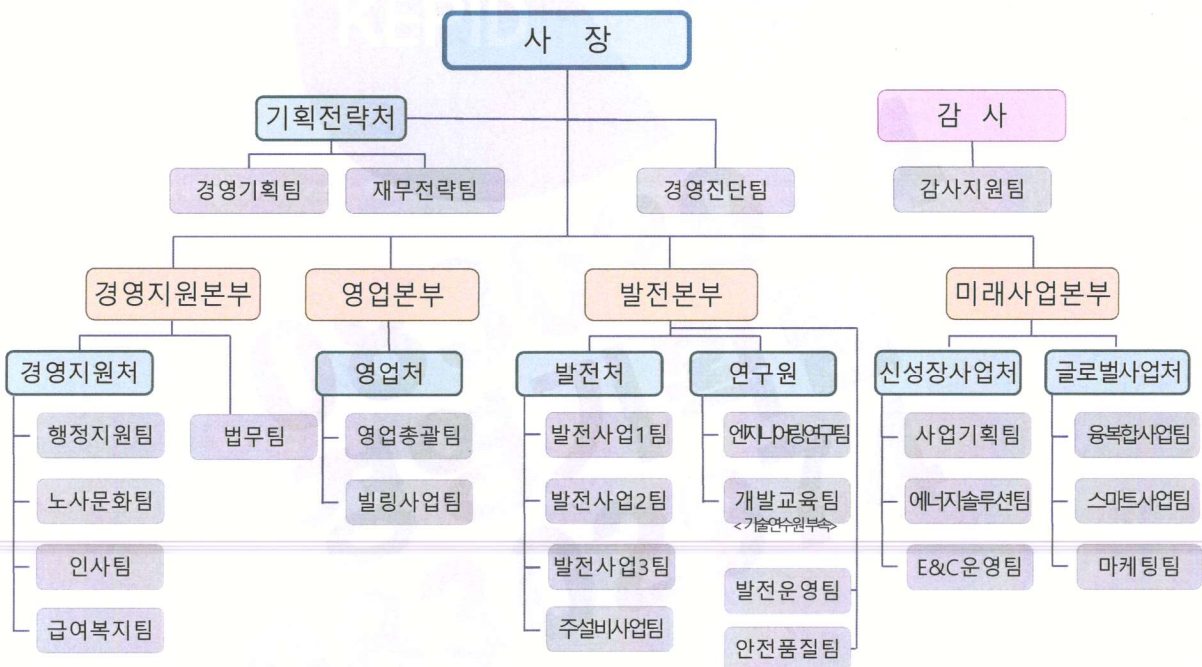 사 장
기획전략처
감 사
경영기획팀
재무전략팀
경영진단팀
감사지원팀
경영지원본부
영업본부
발전본부
미래사업본부
경영지원처
영업처
발전처
연구원
신성장사업처
글로벌사업처
행정지원팀
법무팀
영업총괄팀
발전사업1팀
엔지니어링연구팀
사업기획팀
융복합사업팀
노사문화팀
빌링사업팀
발전사업2팀
개발교육팀
<기술연수원부속>
에너지솔루션팀
스마트사업팀
인사팀
발전사업3팀
발전운영팀
E&C운영팀
마케팅팀
급여복지팀
주설비사업팀
안전품질팀